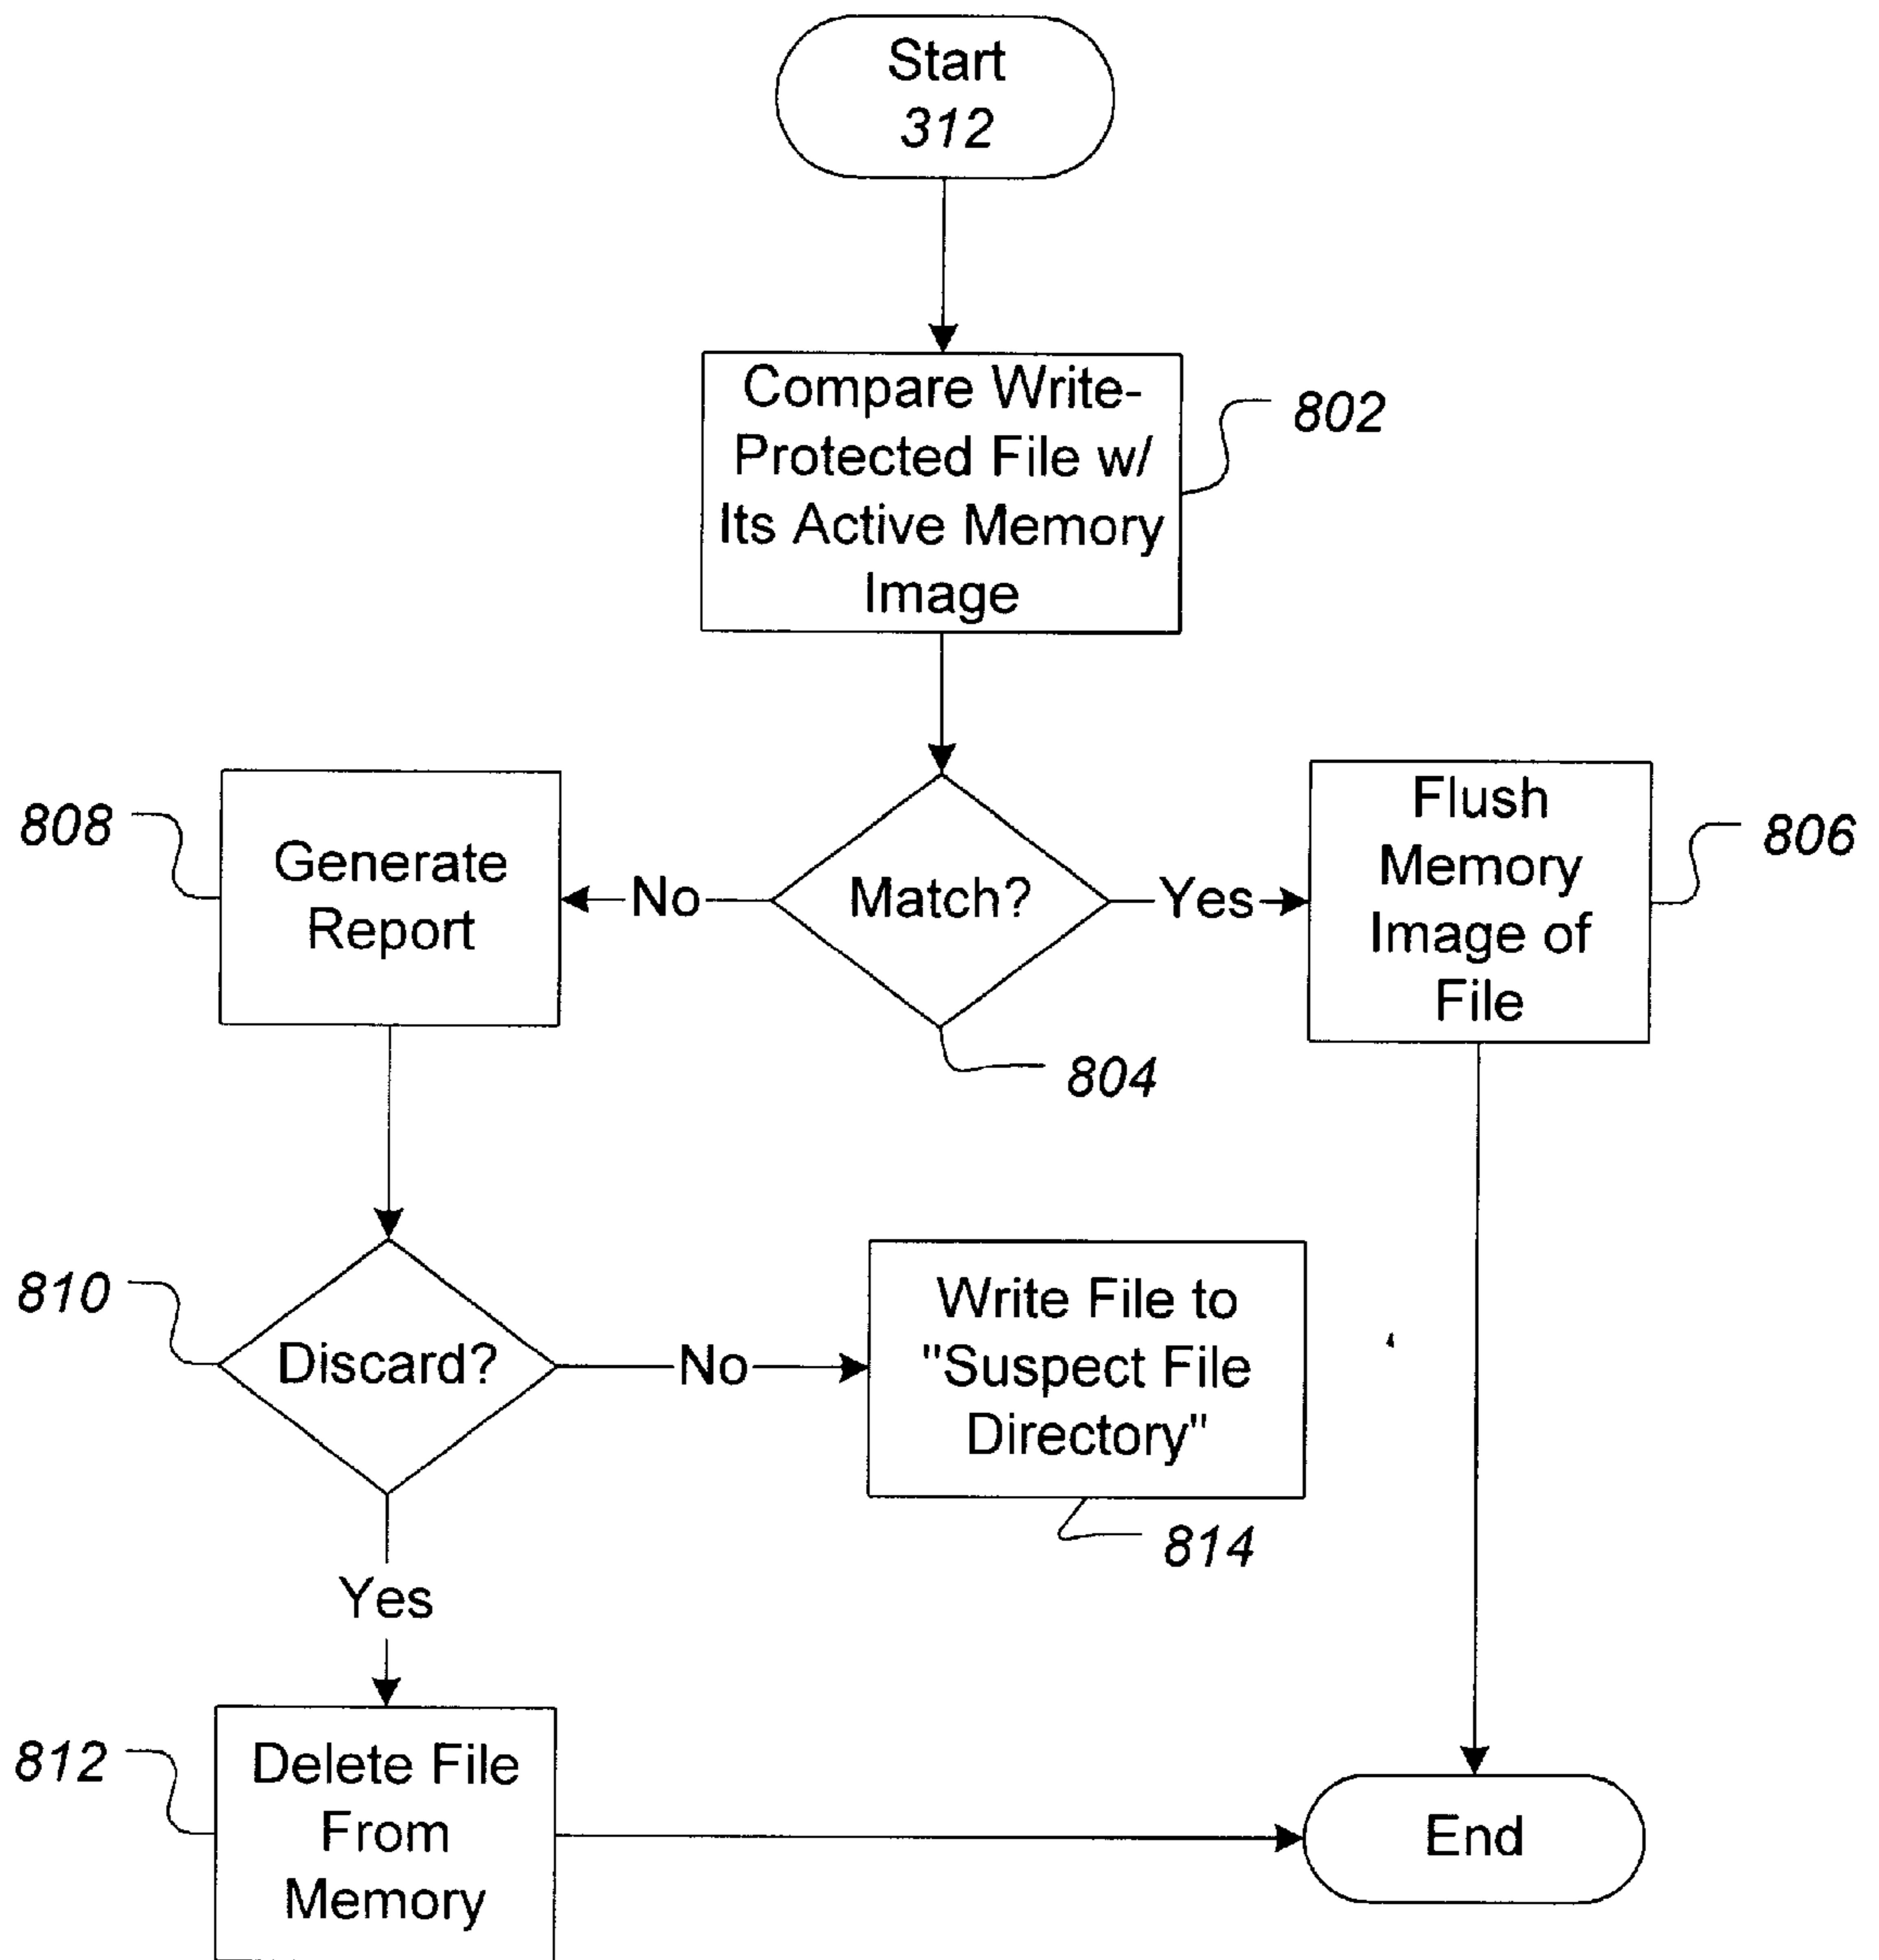 Start
312
Compare Write-
Protected File w/
Its Active Memory
Image
802
808
Generate
Report
No
Match?
Yes
Flush
Memory
Image of
File
806
804
810
Discard?
No
Write File to
"Suspect File
Directory"
814
Yes
812
Delete File
From
Memory
End